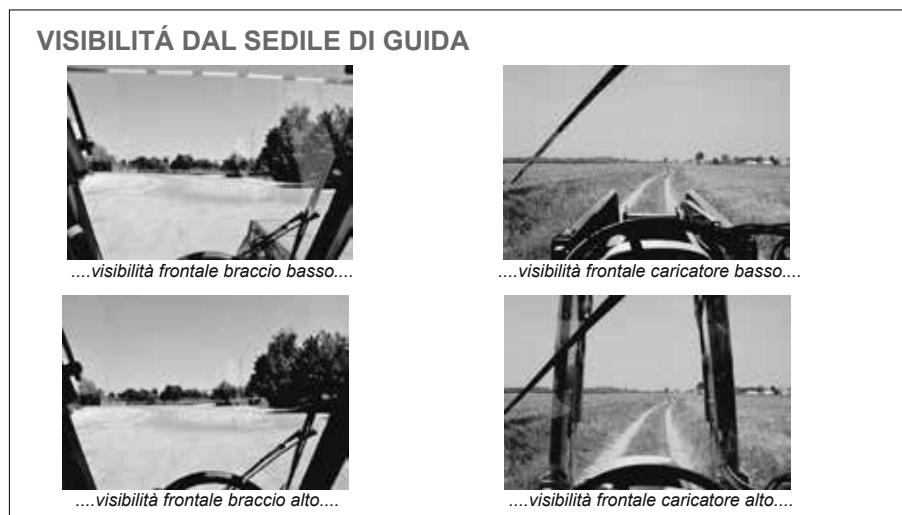 VISIBILITÁ DAL SEDILE DI GUIDA
....visibilità frontale braccio basso....
....visibilità frontale caricatore basso....
....visibilità frontale braccio alto....
....visibilità frontale caricatore alto....